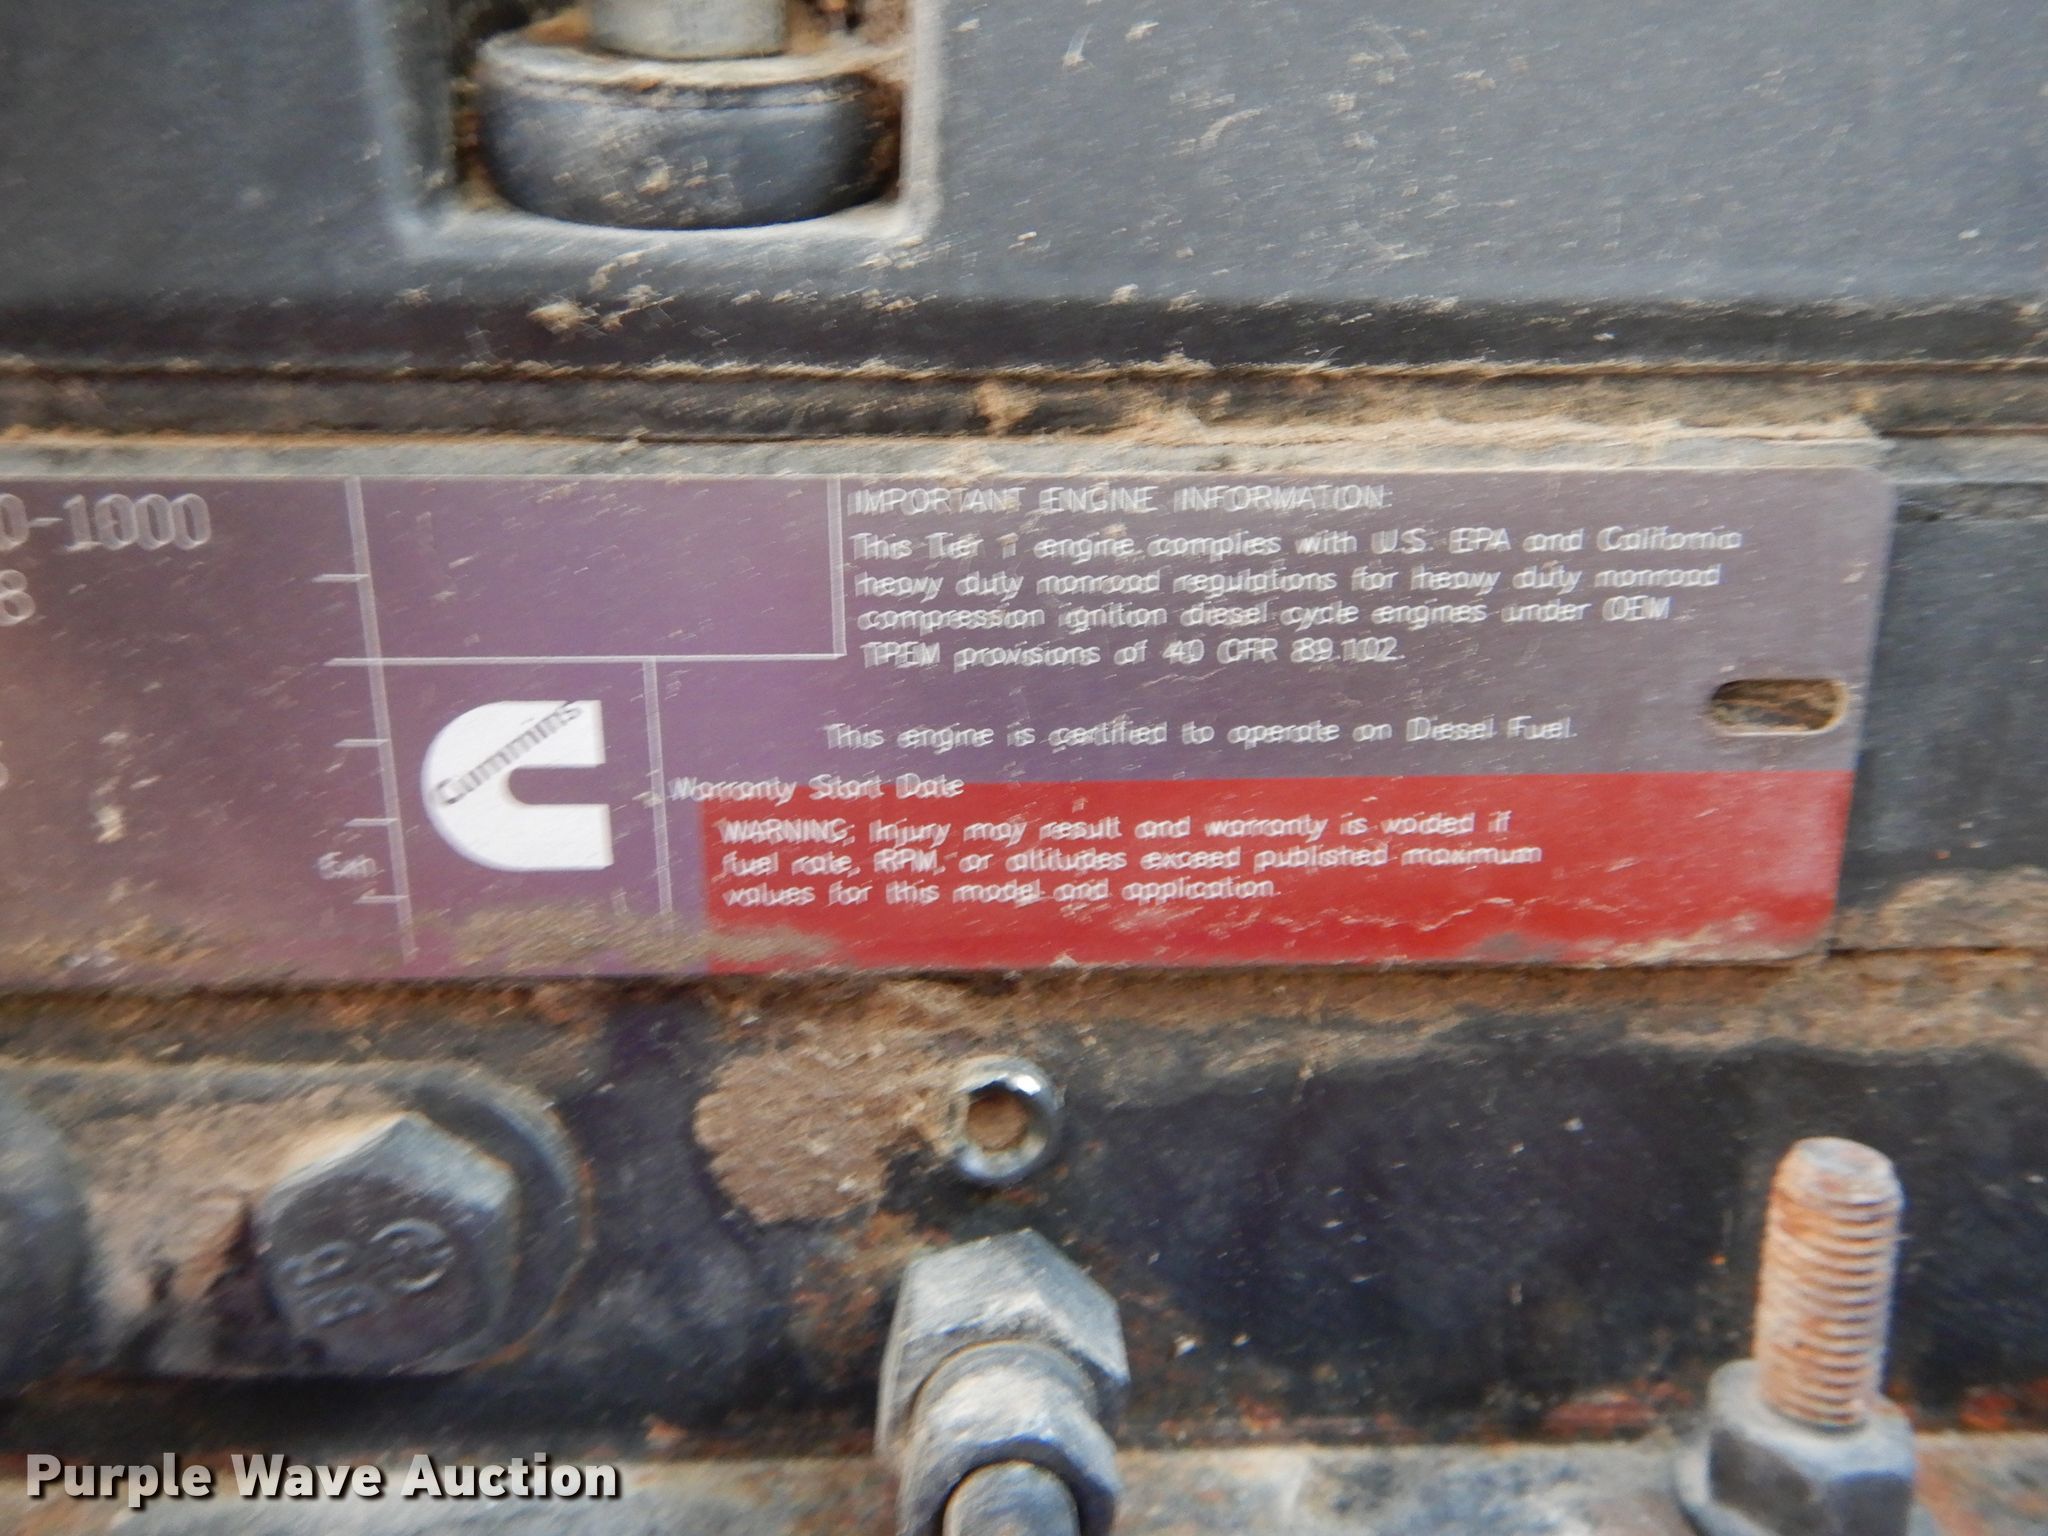 0-1000
8
Exh
Cummins
IMPORTANT ENGINE INFORMATION:
This Tier 1 engine complies with U.S. EPA and California
heavy duty nonroad regulations for heavy duty nonroad
compression ignition diesel cycle engines under OEM
TPEM provisions of 40 CFR 89.102.
This engine is certified to operate on Diesel Fuel.
Warranty Start Date
WARNING; Injury may result and warranty is voided if
fuel rate, RPM, or altitudes exceed published maximum
values for this model and application.
Purple Wave Auction